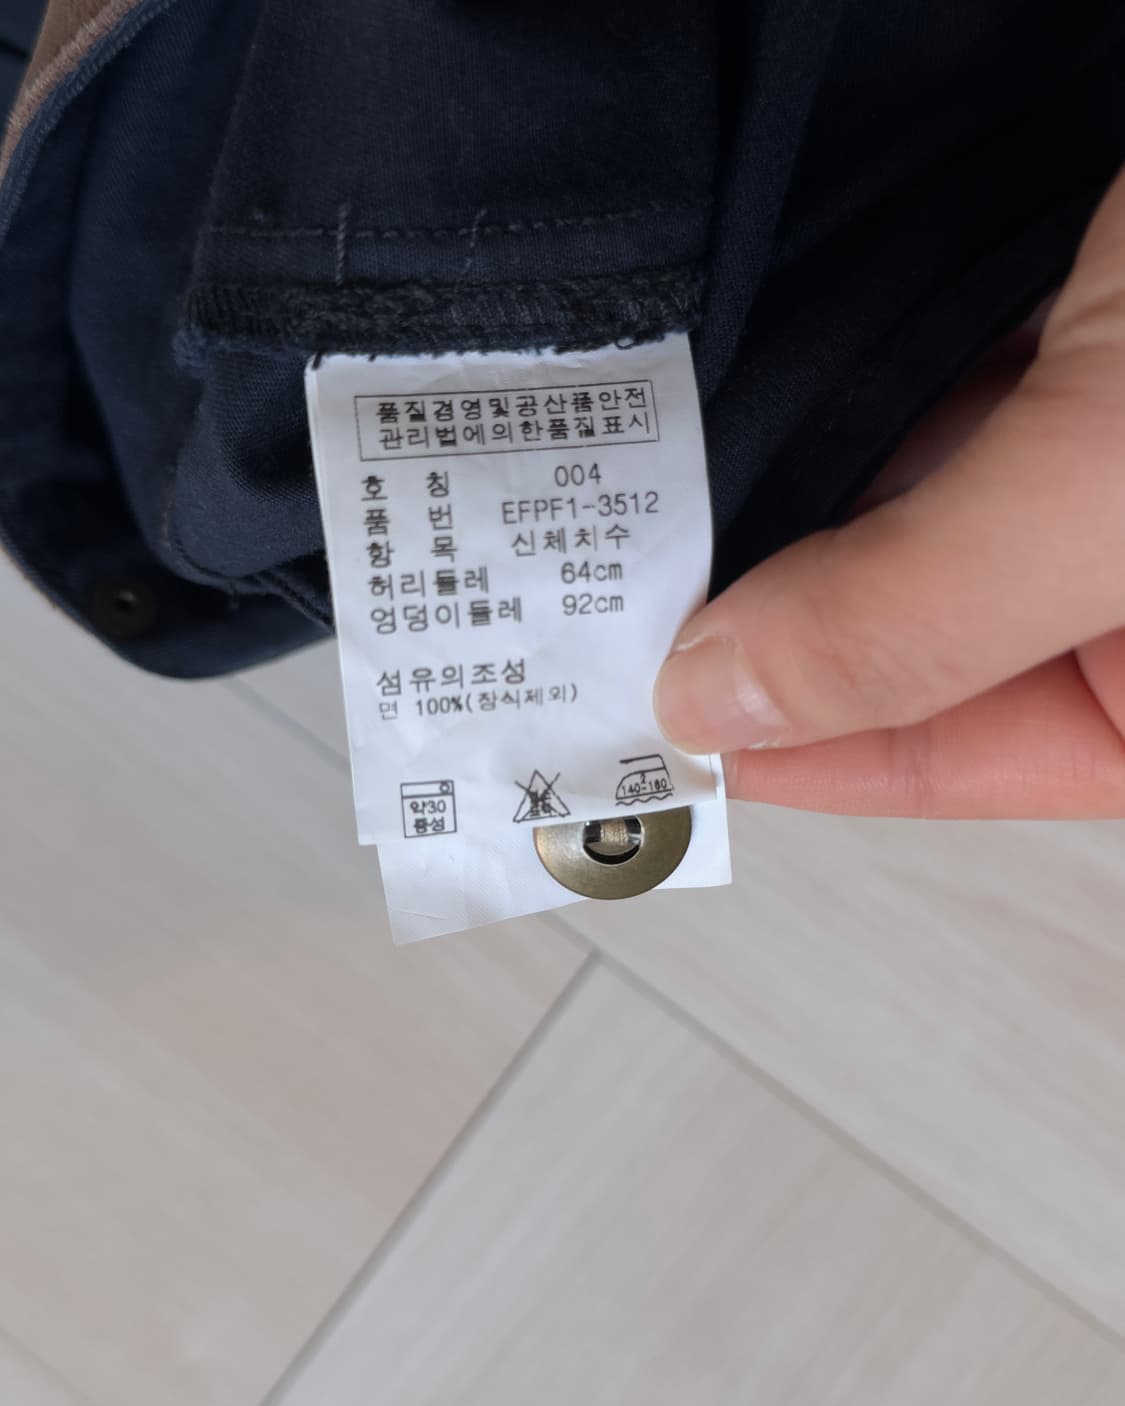 품질경영및공산품안전
관리법에의한품질표시
호 칭 004
품 번 EFPF1-3512
항 목 신체치수
허리둘레 64cm
엉덩이둘레 92cm
섬유의조성
면 100%(장식제외)
약30
중성
2
140-160